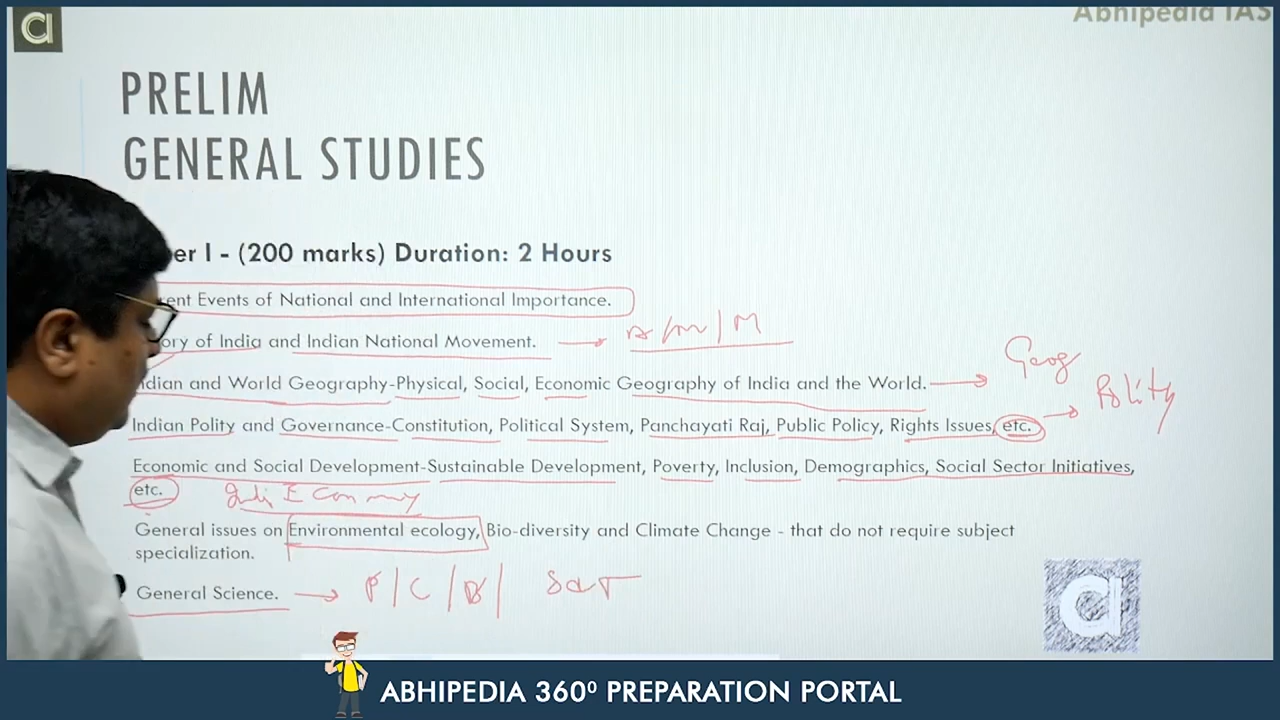 Abhipedia IAS
PRELIM
GENERAL STUDIES
er I - (200 marks) Duration: 2 Hours
ent Events of National and International Importance.
ory of India and Indian National Movement. A/m/M
ndian and World Geography-Physical, Social, Economic Geography of India and the World. Geog
Indian Polity and Governance-Constitution, Political System, Panchayati Raj, Public Policy, Rights Issues, etc. Polity
Economic and Social Development-Sustainable Development, Poverty, Inclusion, Demographics, Social Sector Initiatives,
etc. Economy
General issues on Environmental ecology, Bio-diversity and Climate Change - that do not require subject
specialization.
General Science. P/C/B/ S&T
ABHIPEDIA 360⁰ PREPARATION PORTAL